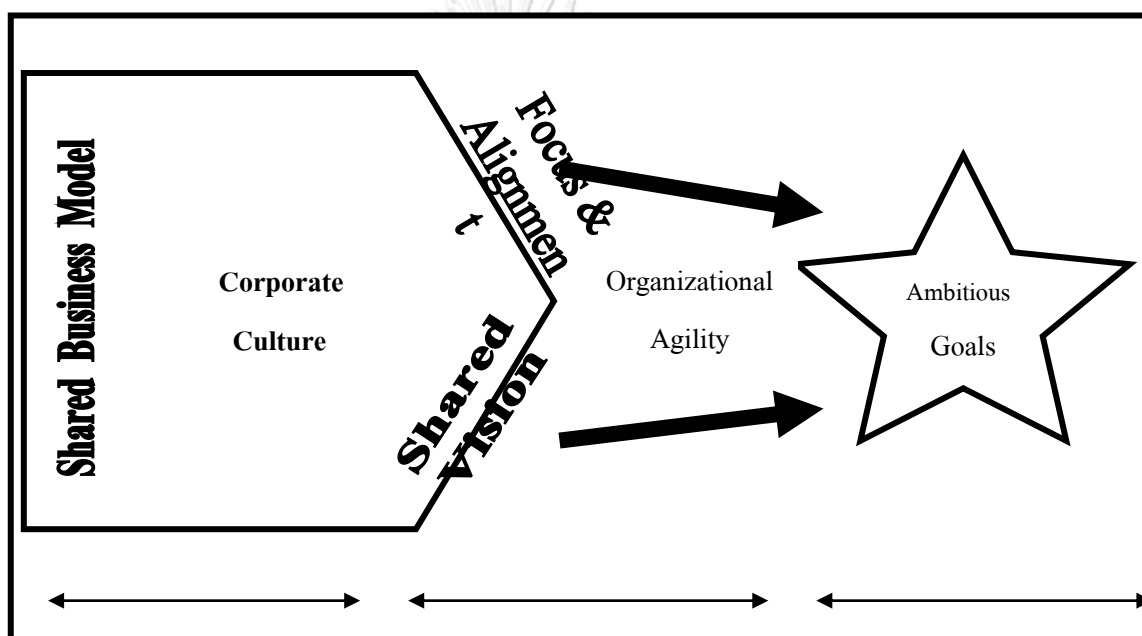 Shared Business Model
Corporate
Culture
Focus &
Alignmen
t
Shared
Vision
Organizational
Agility
Ambitious
Goals